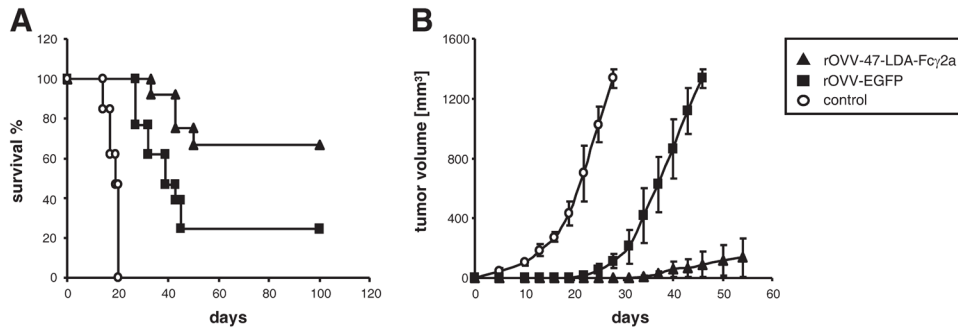 A
120
100
80
60
40
20
0
survival %
0 20 40 60 80 100 120
days
B
1600
1200
800
400
0
tumor volume [mm³]
0 10 20 30 40 50 60
days
rOVV-47-LDA-Fcγ2a
rOVV-EGFP
control